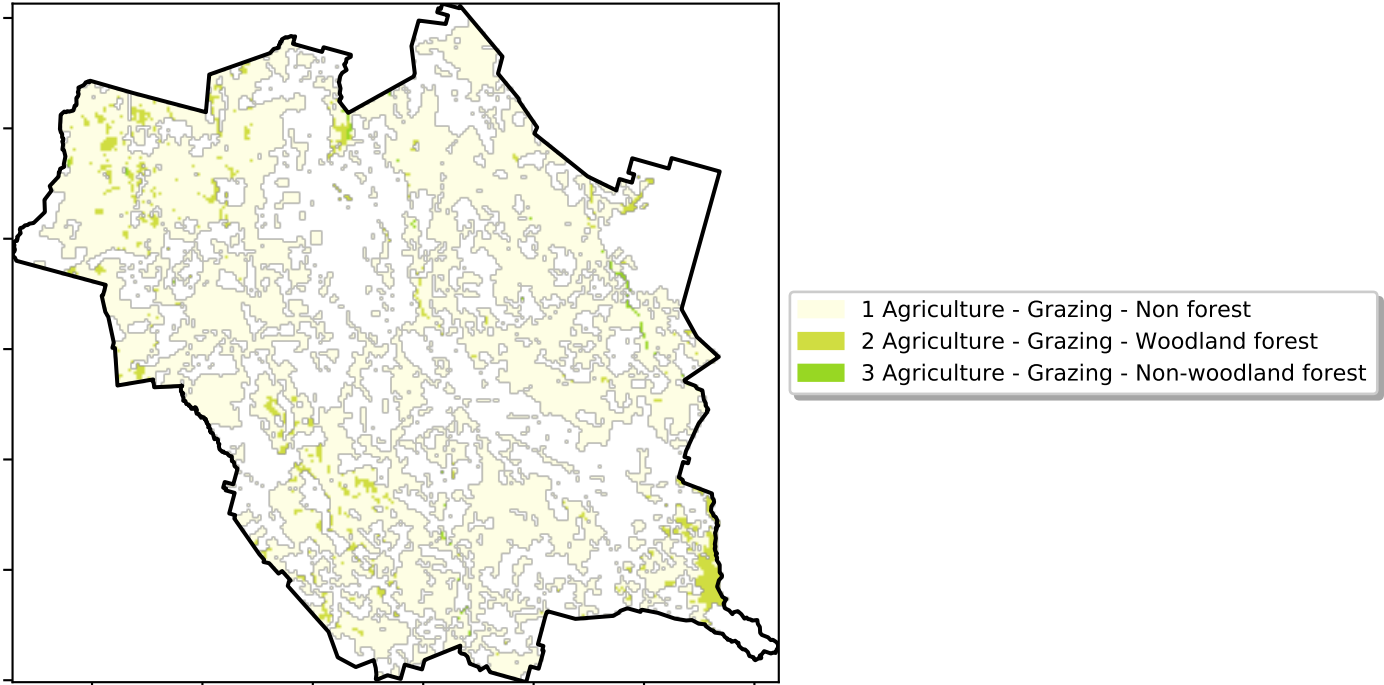 1 Agriculture - Grazing - Non forest
2 Agriculture - Grazing - Woodland forest
3 Agriculture - Grazing - Non-woodland forest